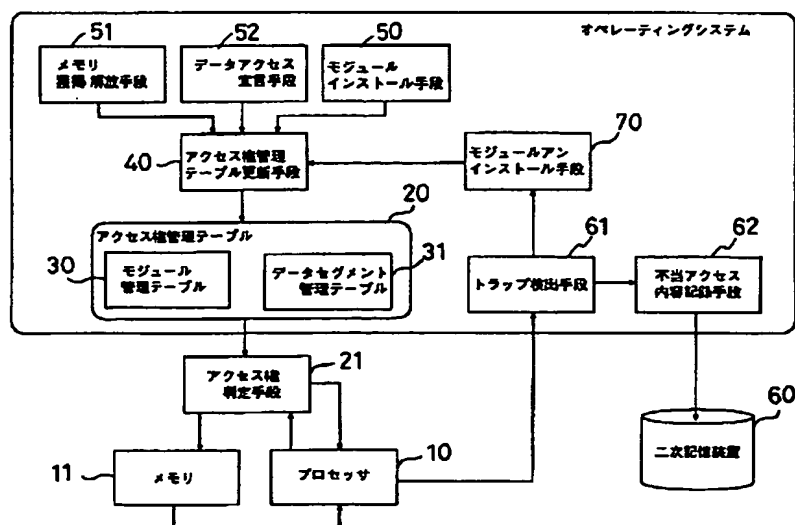 オペレーティングシステム
51
52
50
メモリ
獲得 解放手段
データアクセス
宣言手段
モジュール
インストール手段
40
アクセス権管理
テーブル更新手段
70
モジュールアン
インストール手段
20
アクセス権管理テーブル
30
モジュール
管理テーブル
31
データセグメント
管理テーブル
61
トラップ検出手段
62
不当アクセス
内容記録手段
21
アクセス権
判定手段
60
二次記憶装置
11
メモリ
10
プロセッサ